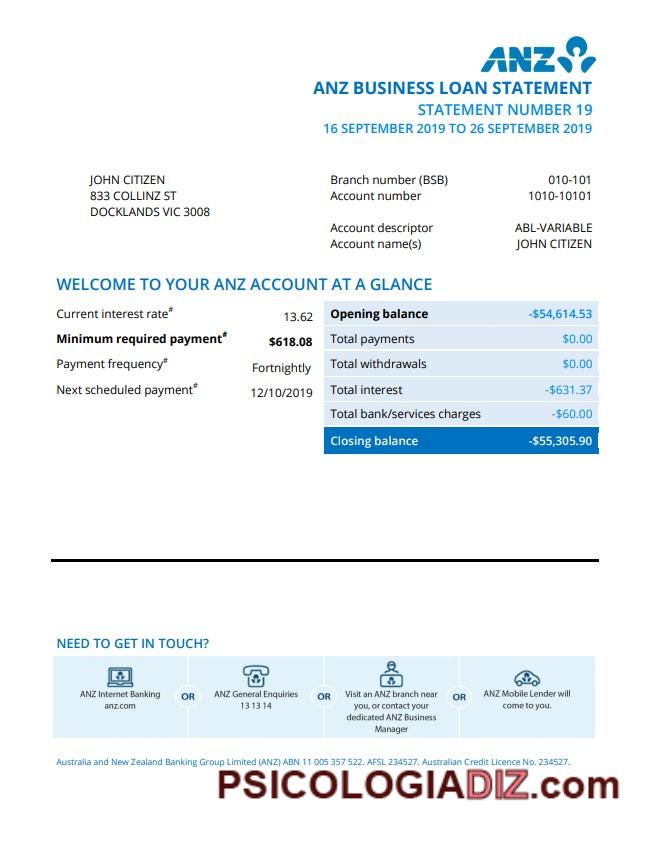 ANZ
ANZ BUSINESS LOAN STATEMENT
STATEMENT NUMBER 19
16 SEPTEMBER 2019 TO 26 SEPTEMBER 2019
JOHN CITIZEN
833 COLLINZ ST
DOCKLANDS VIC 3008
Branch number (BSB) 010-101
Account number 1010-10101
Account descriptor ABL-VARIABLE
Account name(s) JOHN CITIZEN
WELCOME TO YOUR ANZ ACCOUNT AT A GLANCE
Current interest rate# 13.62
Minimum required payment# $618.08
Payment frequency# Fortnightly
Next scheduled payment# 12/10/2019
Opening balance -$54,614.53
Total payments $0.00
Total withdrawals $0.00
Total interest -$631.37
Total bank/services charges -$60.00
Closing balance -$55,305.90
NEED TO GET IN TOUCH?
ANZ Internet Banking
anz.com
OR
ANZ General Enquiries
13 13 14
OR
Visit an ANZ branch near
you, or contact your
dedicated ANZ Business
Manager
OR
ANZ Mobile Lender will
come to you.
Australia and New Zealand Banking Group Limited (ANZ) ABN 11 005 357 522. AFSL 234527. Australian Credit Licence No. 234527.
PSICOLOGIADIZ.com